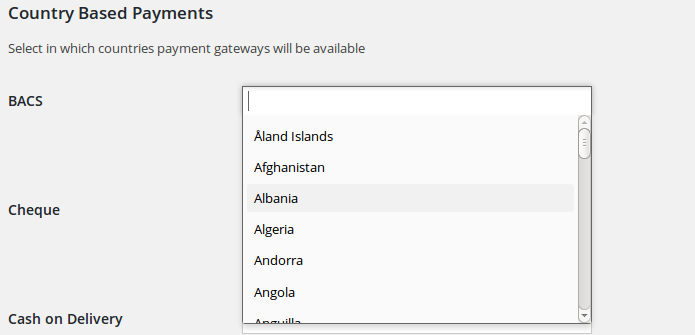 Country Based Payments
Select in which countries payment gateways will be available
BACS
Åland Islands
Afghanistan
Albania
Cheque
Algeria
Andorra
Angola
Anguilla
Cash on Delivery